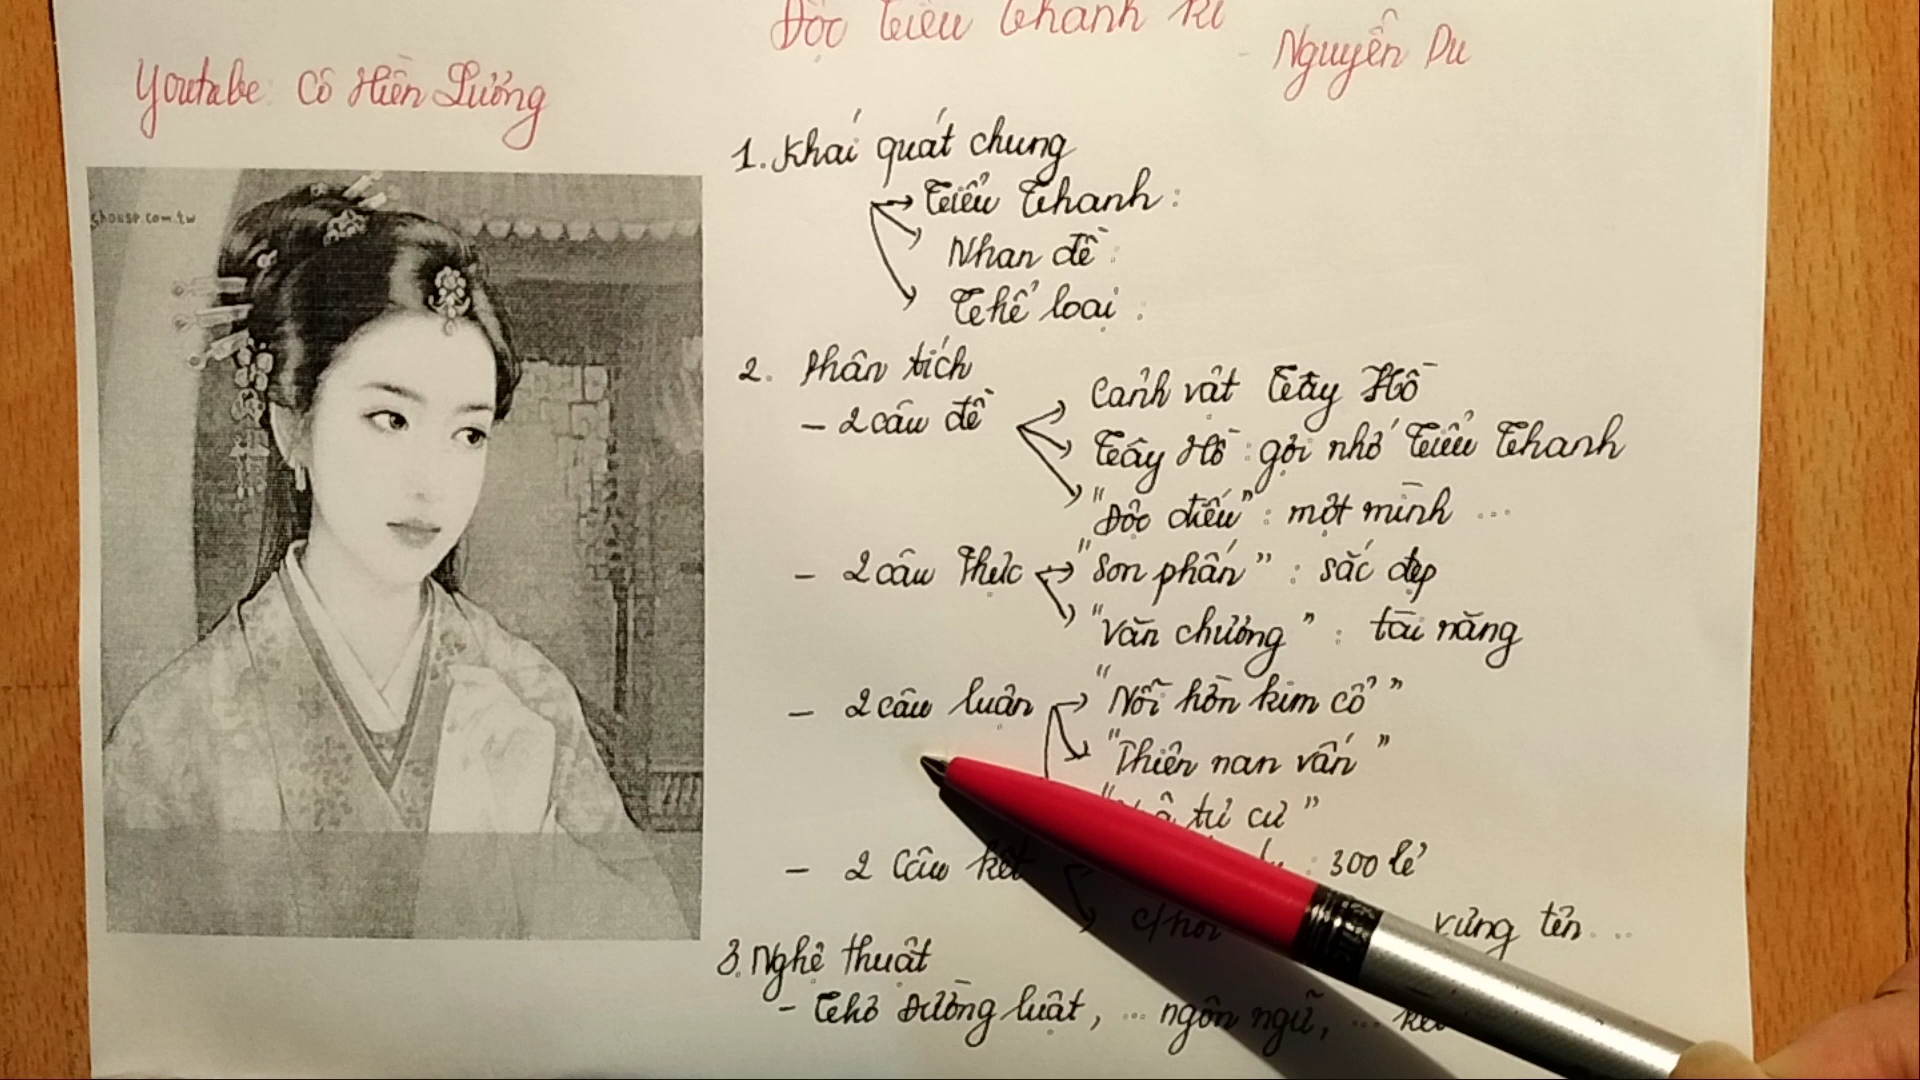 Độc Tiểu Thanh kí
Nguyễn Du
Youtube: Cô Hiền Lương
house.com.tw
1. Khái quát chung
Tiểu Thanh:
Nhan đề:
Thể loại:
2. Phân tích
- 2 câu đề
Cảnh vật Tây Hồ
Tây Hồ: gợi nhớ Tiểu Thanh
"Độc điếu": một mình ...
- 2 câu thực
"Son phấn": sắc đẹp
"Văn chương": tài năng
- 2 câu luận
"Nỗi hờn kim cổ"
"Thiên nan vấn"
tự cư"
- 2 Câu kết
: 300 lẻ
vựng tên ...
3. Nghệ thuật
- Thơ Đường luật, ... ngôn ngữ, ...